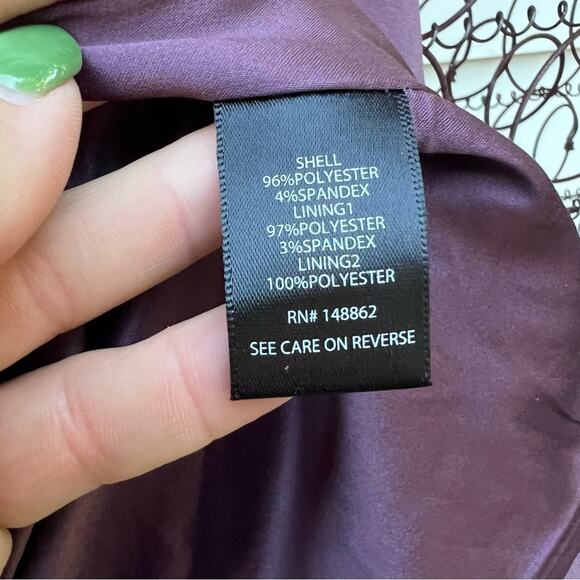 SHELL
96%POLYESTER
4%SPANDEX
LINING1
97%POLYESTER
3%SPANDEX
LINING2
100%POLYESTER
RN# 148862
SEE CARE ON REVERSE